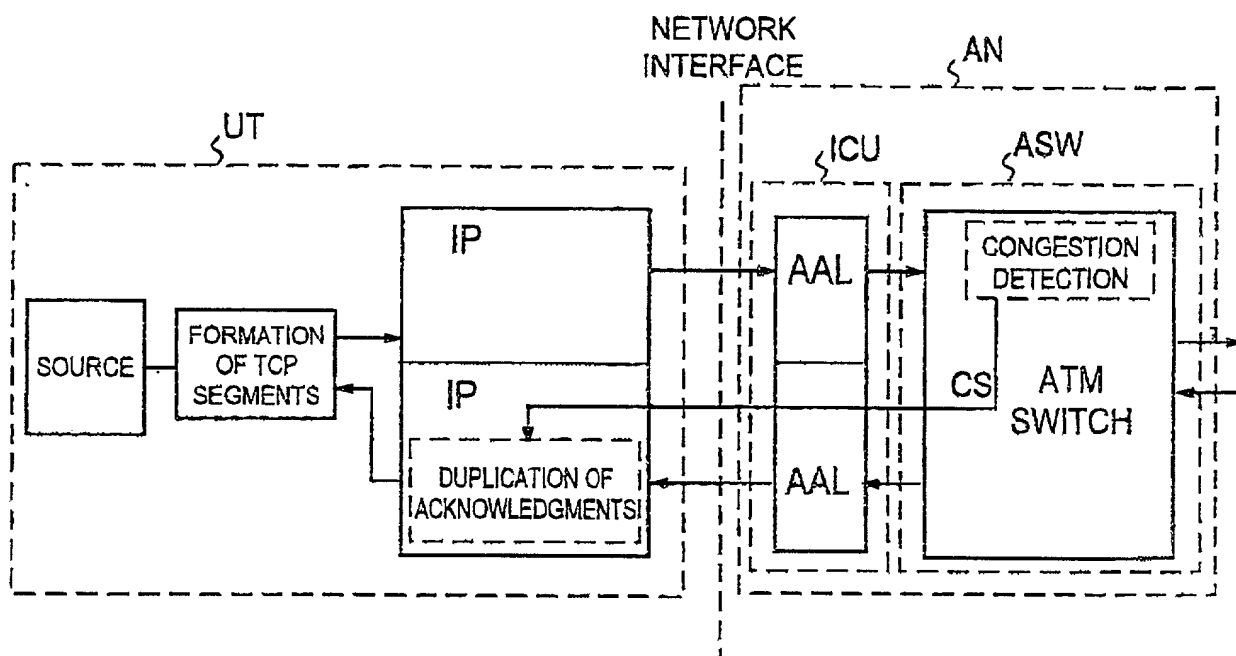 NETWORK
INTERFACE
AN
UT
ICU
ASW
IP
AAL
CONGESTION
DETECTION
SOURCE
FORMATION
OF TCP
SEGMENTS
IP
CS
ATM
SWITCH
DUPLICATION OF
ACKNOWLEDGMENTS
AAL